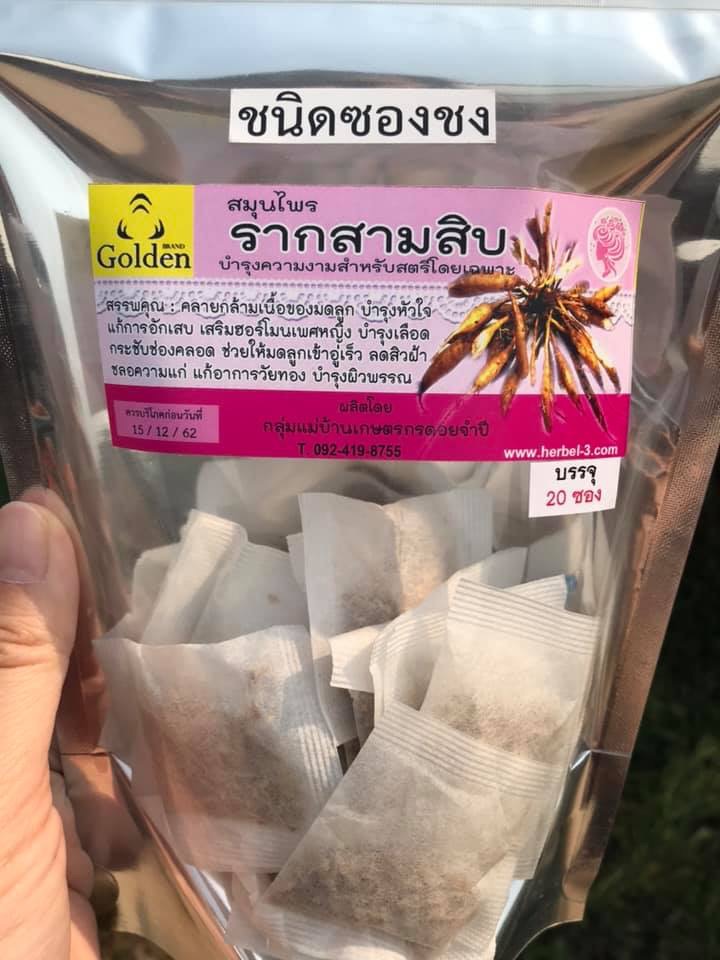 ชนิดซองชง
Golden BRAND
สมุนไพร
รากสามสิบ
บำรุงความงามสำหรับสตรีโดยเฉพาะ
สรรพคุณ : คลายกล้ามเนื้อของมดลูก บำรุงหัวใจ
แก้การอักเสบ เสริมฮอร์โมนเพศหญิง บำรุงเลือด
กระชับช่องคลอด ช่วยให้มดลูกเข้าอู่เร็ว ลดสิวฝ้า
ชลอความแก่ แก้อาการวัยทอง บำรุงผิวพรรณ
ควรบริโภคก่อนวันที่
15 / 12 / 62
ผลิตโดย
กลุ่มแม่บ้านเกษตรกรดอยจำปี
T. 092-419-8755
www.herbel-3.com
บรรจุ
20 ซอง